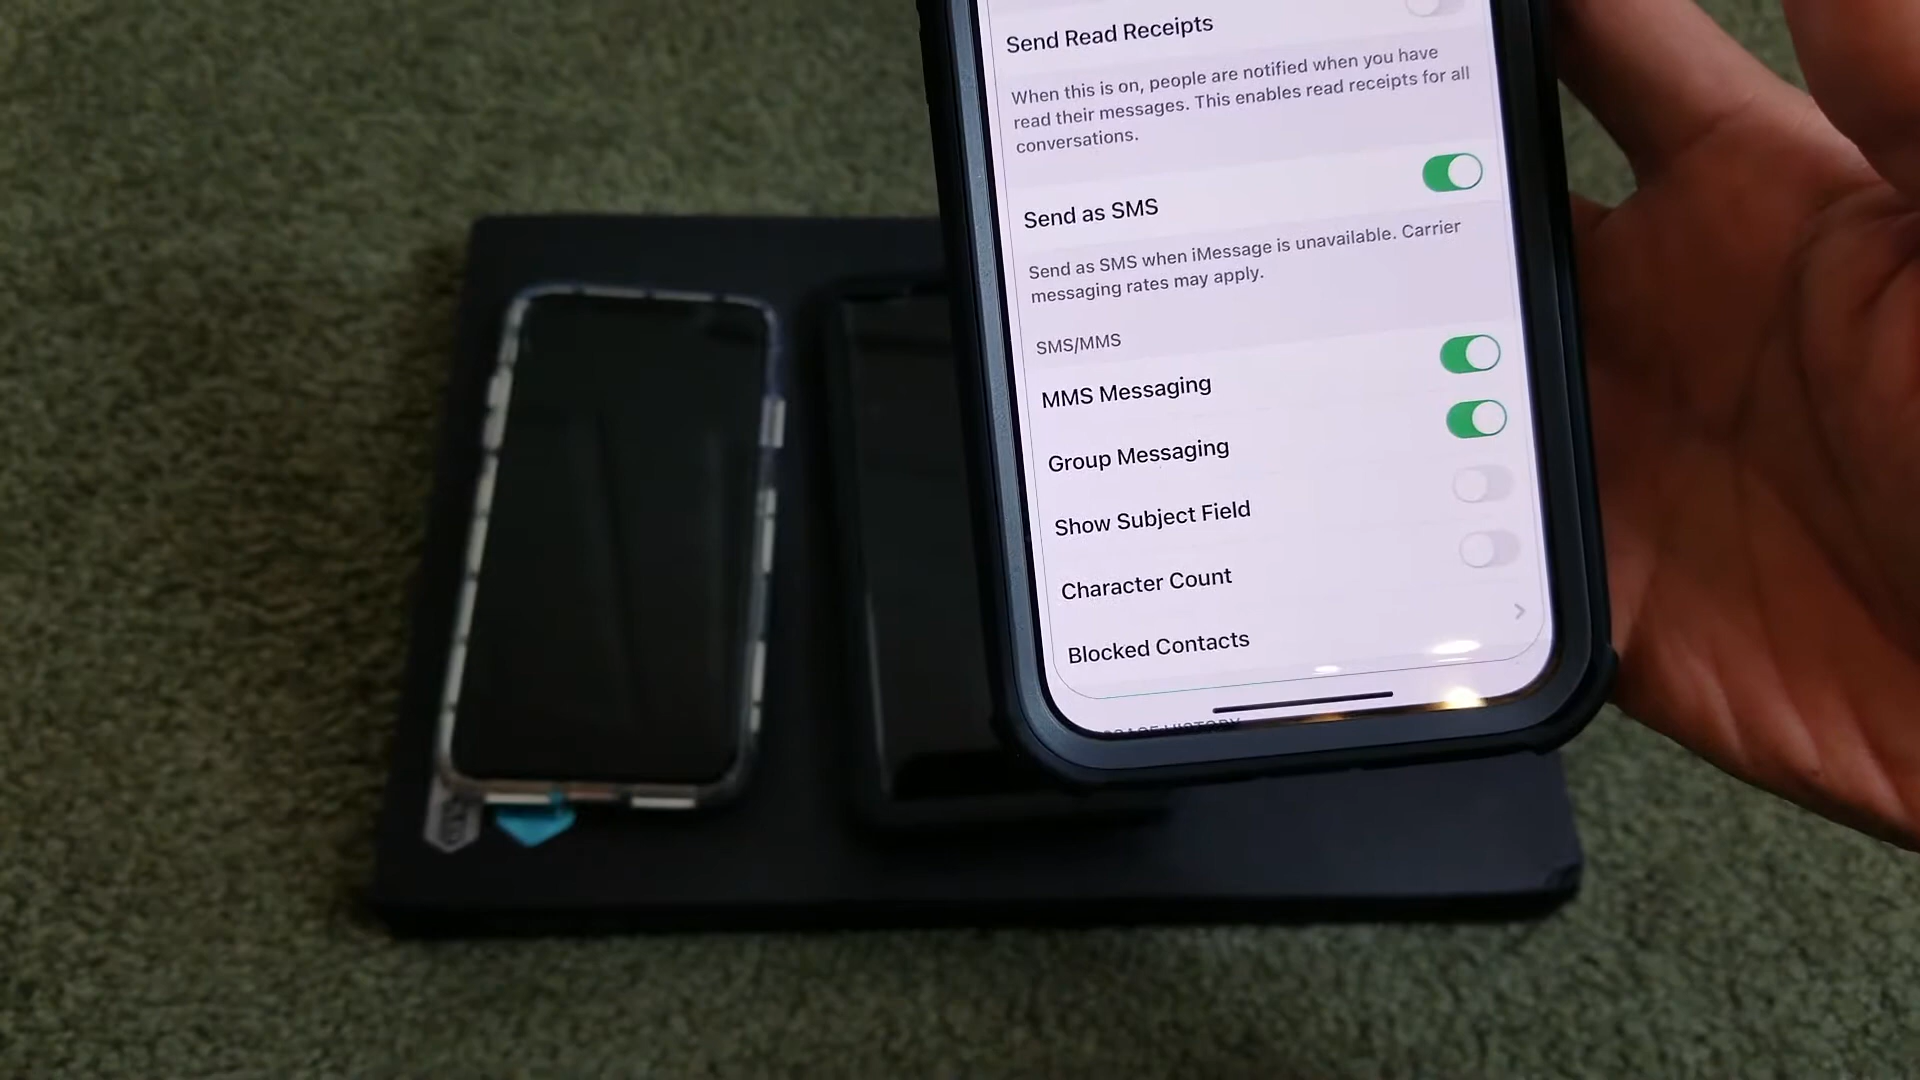 Send Read Receipts
When this is on, people are notified when you have
read their messages. This enables read receipts for all
conversations.
Send as SMS
Send as SMS when iMessage is unavailable. Carrier
messaging rates may apply.
SMS/MMS
MMS Messaging
Group Messaging
Show Subject Field
Character Count
Blocked Contacts
HISTORY